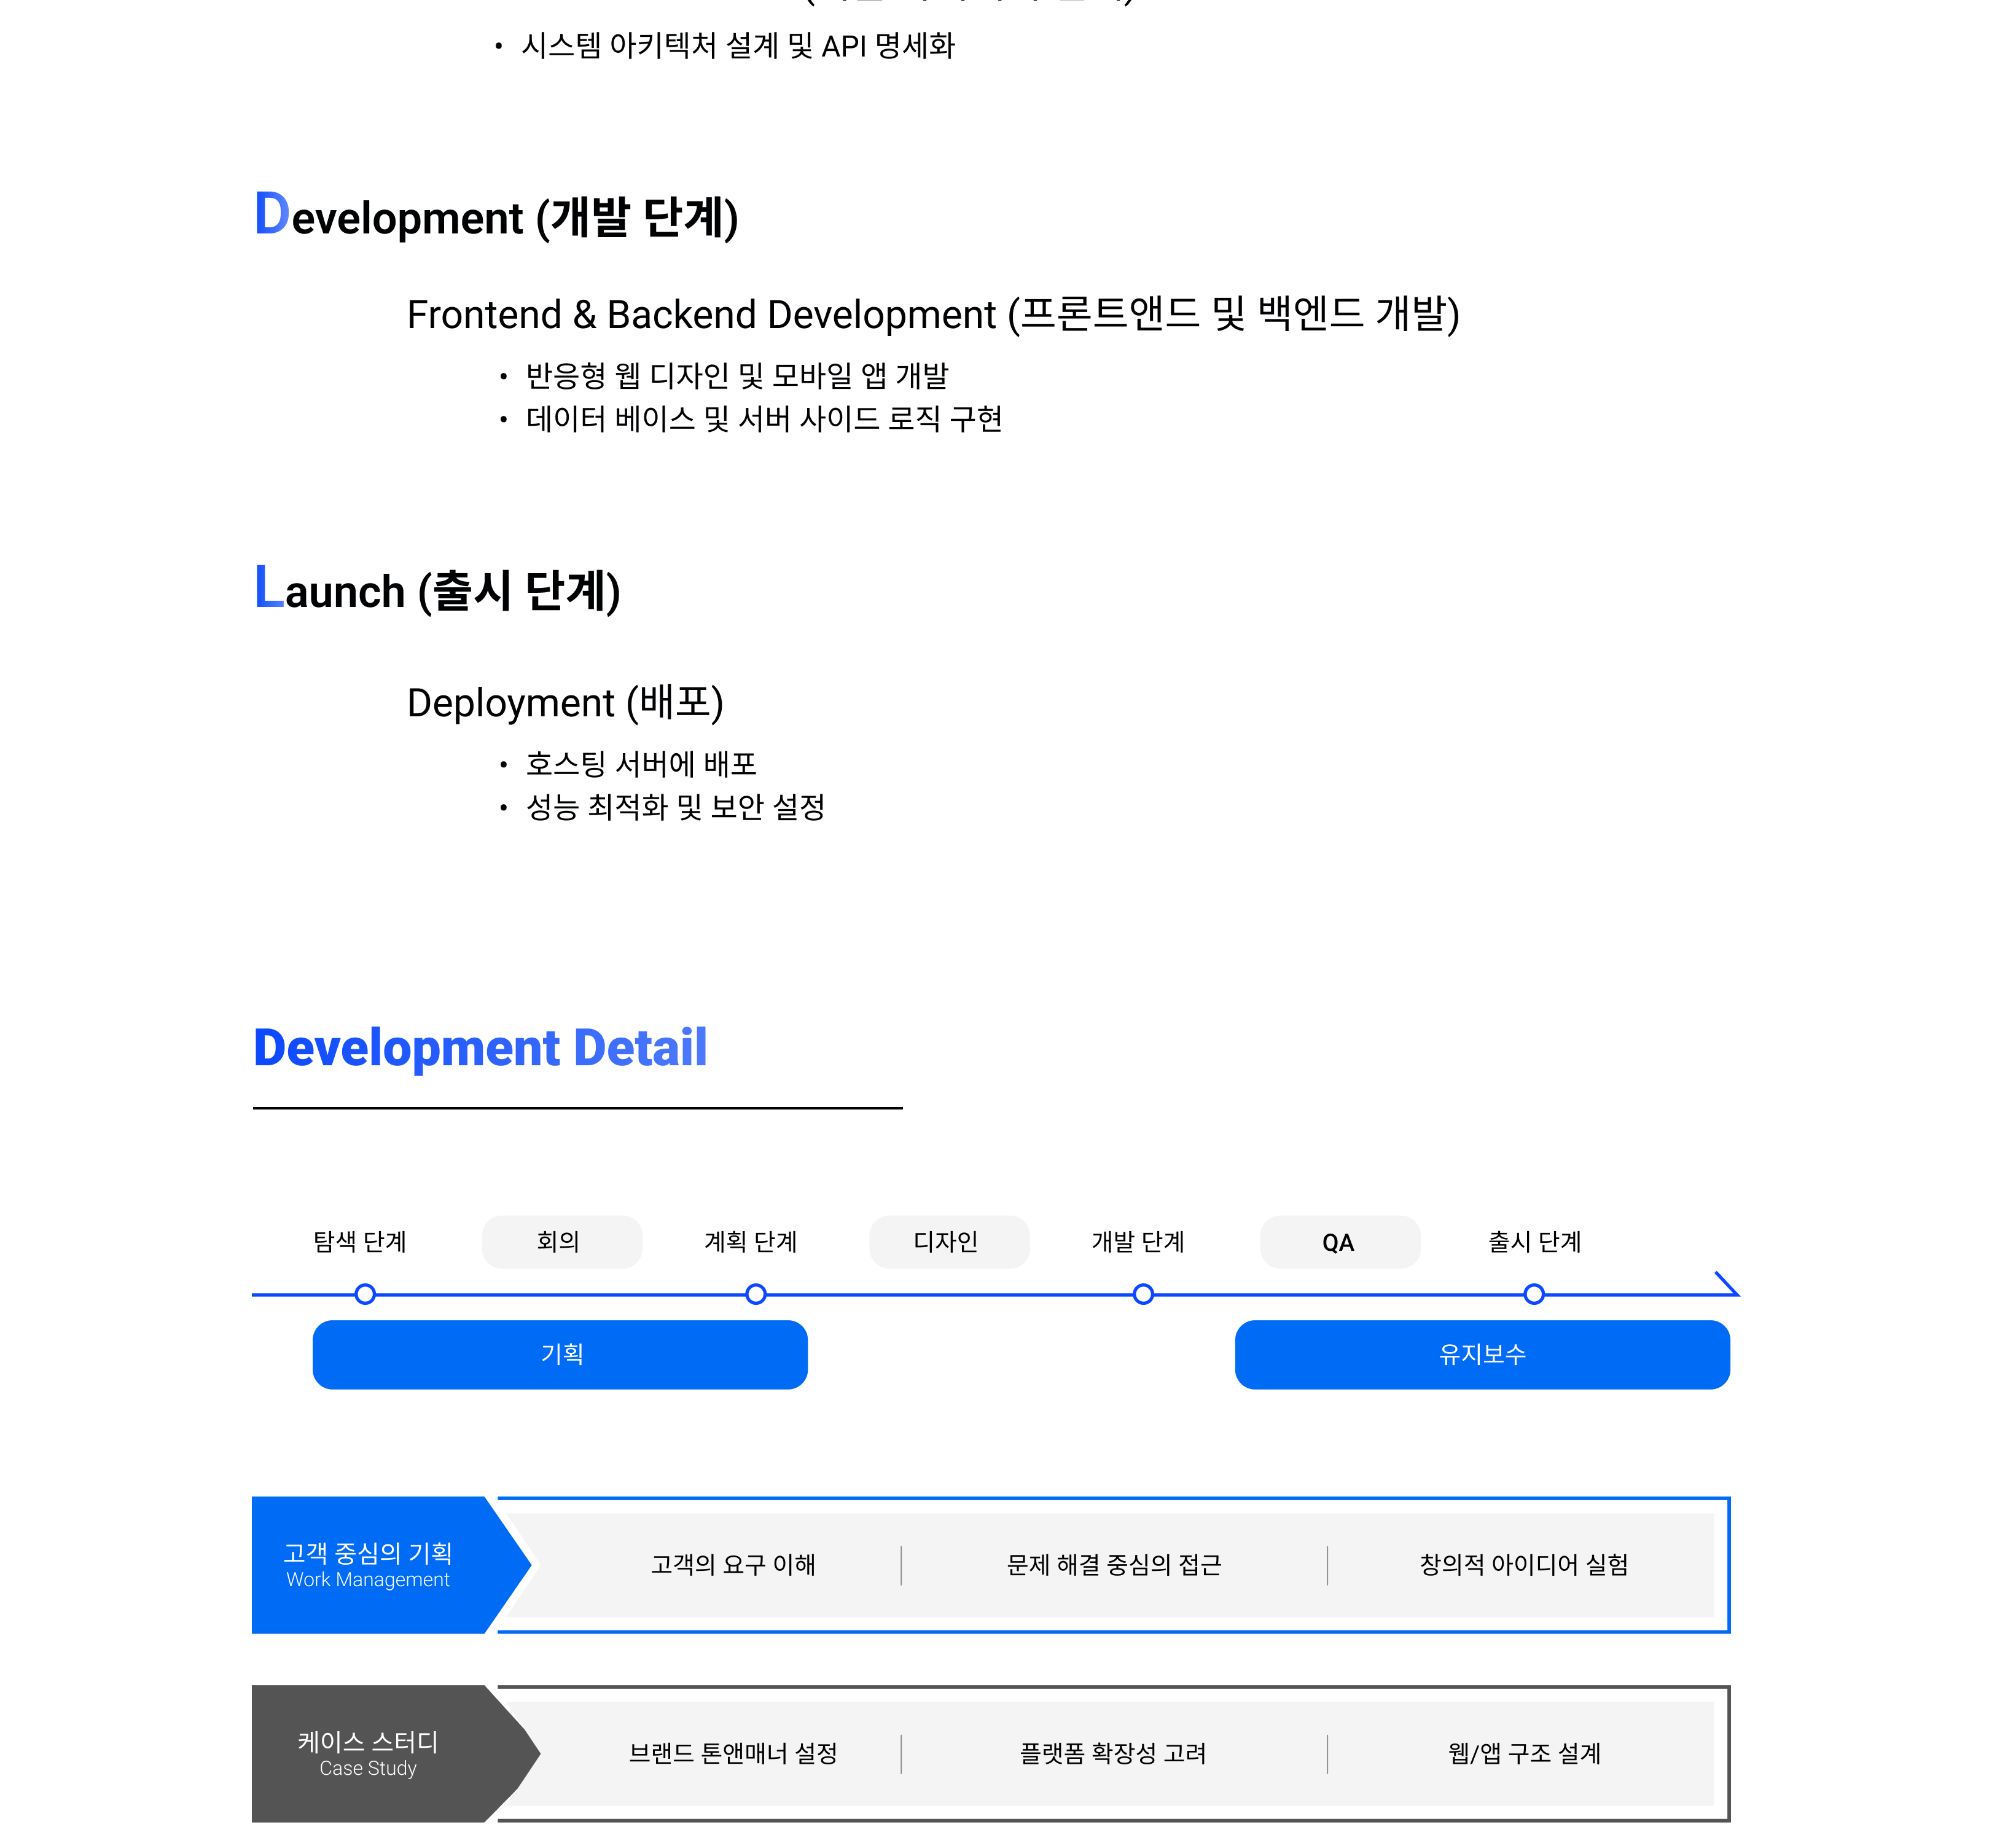 • 시스템 아키텍처 설계 및 API 명세화
Development (개발 단계)
Frontend & Backend Development (프론트앤드 및 백엔드 개발)
• 반응형 웹 디자인 및 모바일 앱 개발
• 데이터 베이스 및 서버 사이드 로직 구현
Launch (출시 단계)
Deployment (배포)
• 호스팅 서버에 배포
• 성능 최적화 및 보안 설정
Development Detail
탐색 단계 회의 계획 단계 디자인 개발 단계 QA 출시 단계
기획 유지보수
고객 중심의 기획
Work Management
고객의 요구 이해 문제 해결 중심의 접근 창의적 아이디어 실험
케이스 스터디
Case Study
브랜드 톤앤매너 설정 플랫폼 확장성 고려 웹/앱 구조 설계